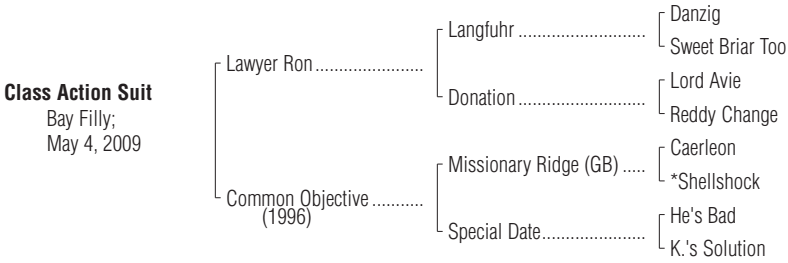 Class Action Suit
Bay Filly;
May 4, 2009
Lawyer Ron
Common Objective
(1996)
Langfuhr
Donation
Missionary Ridge (GB)
Special Date
Danzig
Sweet Briar Too
Lord Avie
Reddy Change
Caerleon
*Shellshock
He's Bad
K.'s Solution